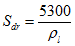 S_dr = 5300 / ρ_i